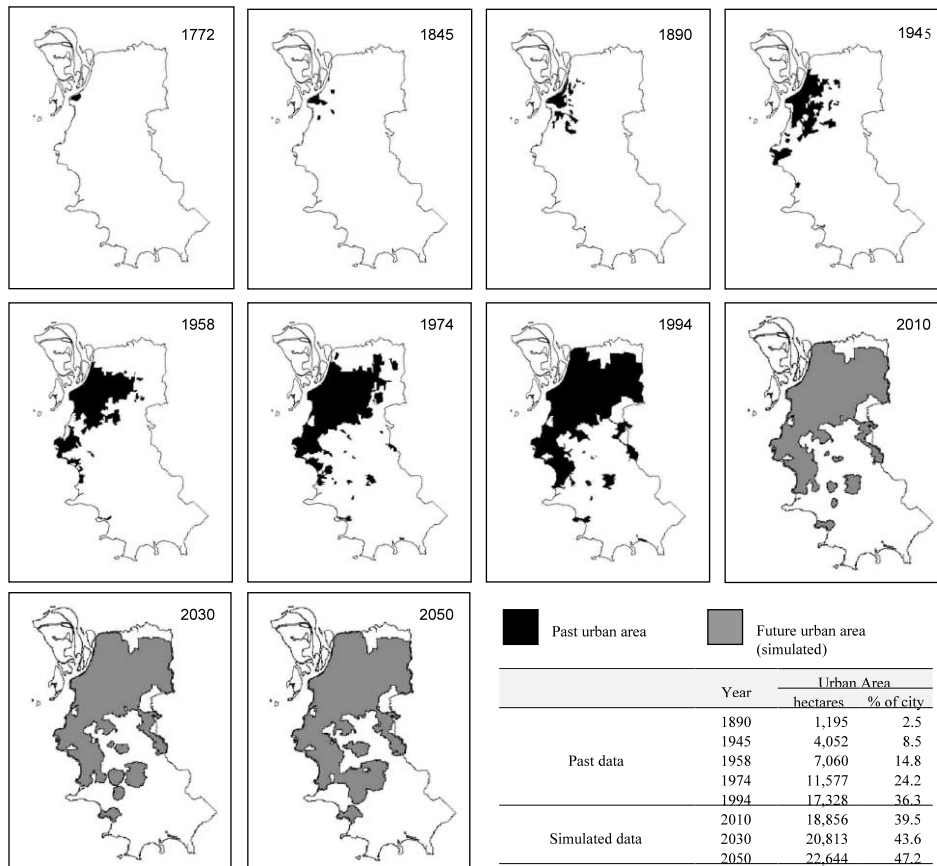 1772
1845
1890
1945
1958
1974
1994
2010
2030
2050
Past urban area
Future urban area
(simulated)
Year Urban Area
hectares % of city
Past data
1890 1,195 2.5
1945 4,052 8.5
1958 7,060 14.8
1974 11,577 24.2
1994 17,328 36.3
Simulated data
2010 18,856 39.5
2030 20,813 43.6
2050 22,644 47.2